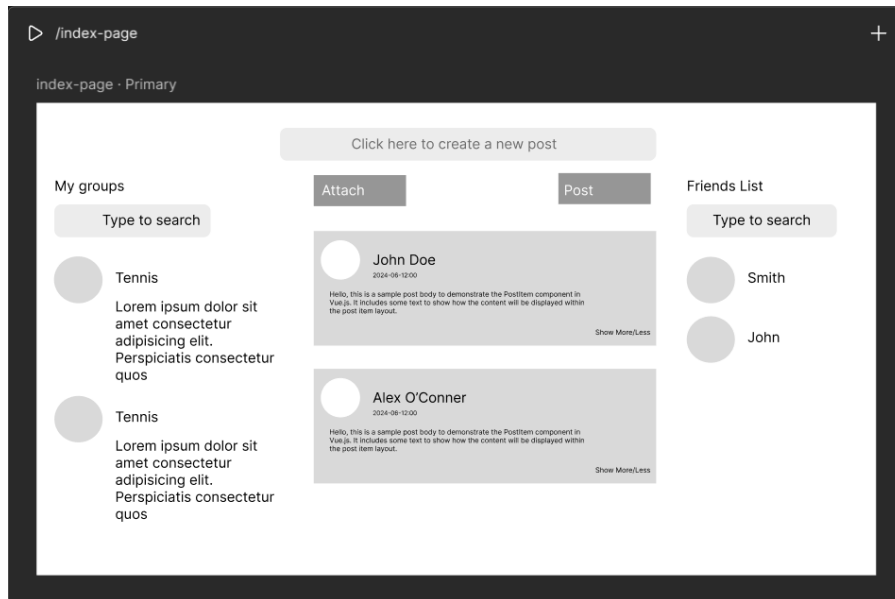 /index-page
index-page · Primary
Click here to create a new post
My groups
Type to search
Tennis
Lorem ipsum dolor sit
amet consectetur
adipisicing elit.
Perspiciatis consectetur
quos
Tennis
Lorem ipsum dolor sit
amet consectetur
adipisicing elit.
Perspiciatis consectetur
quos
Attach
Post
John Doe
2024-06-12:00
Hello, this is a sample post body to demonstrate the PostItem component in
Vue.js. It includes some text to show how the content will be displayed within
the post item layout.
Show More/Less
Alex O'Conner
2024-06-12:00
Hello, this is a sample post body to demonstrate the PostItem component in
Vue.js. It includes some text to show how the content will be displayed within
the post item layout.
Show More/Less
Friends List
Type to search
Smith
John